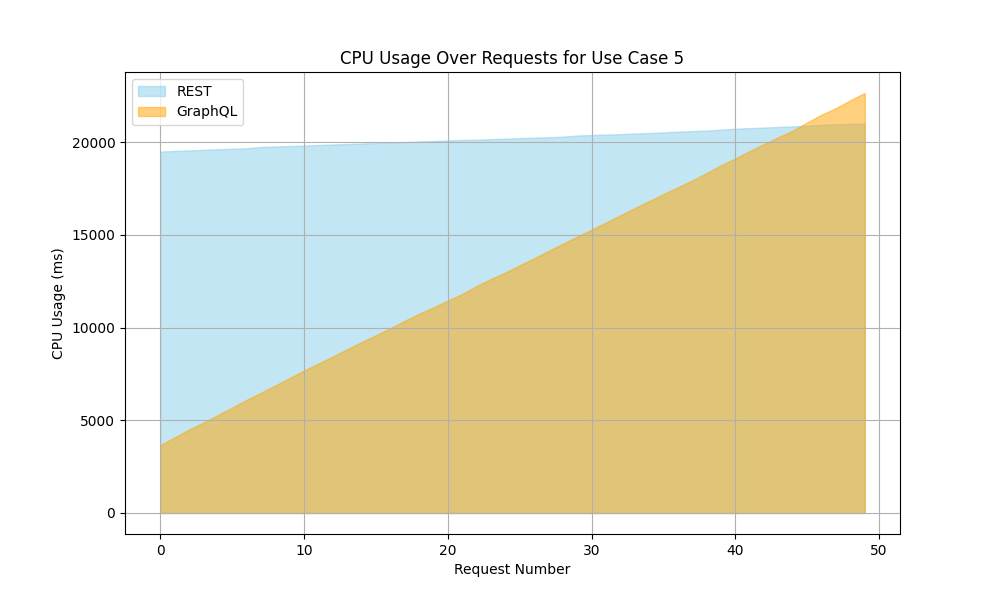 CPU Usage Over Requests for Use Case 5
REST
GraphQL
CPU Usage (ms)
20000
15000
10000
5000
0
0 10 20 30 40 50
Request Number